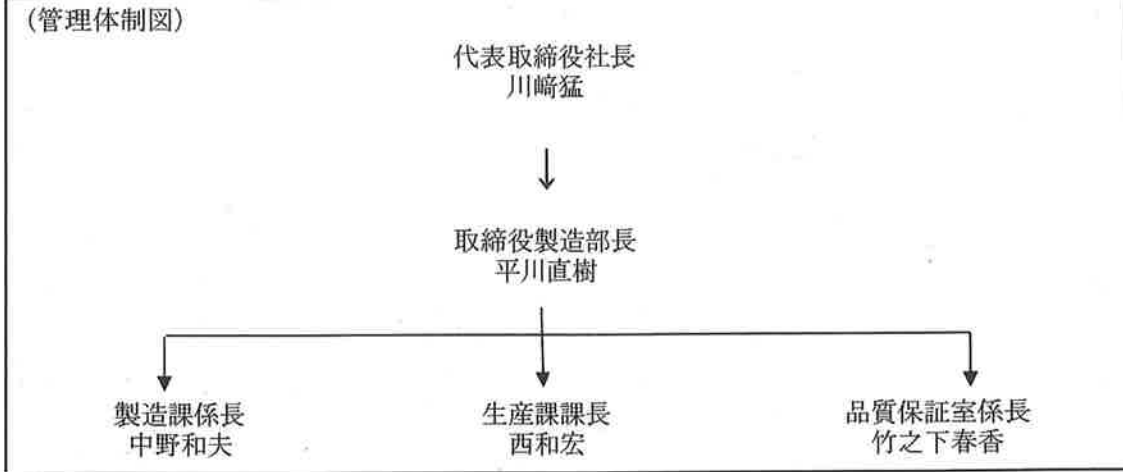 (管理体制図)
代表取締役社長
川﨑猛
取締役製造部長
平川直樹
製造課係長
中野和夫
生産課課長
西和宏
品質保証室係長
竹之下春香